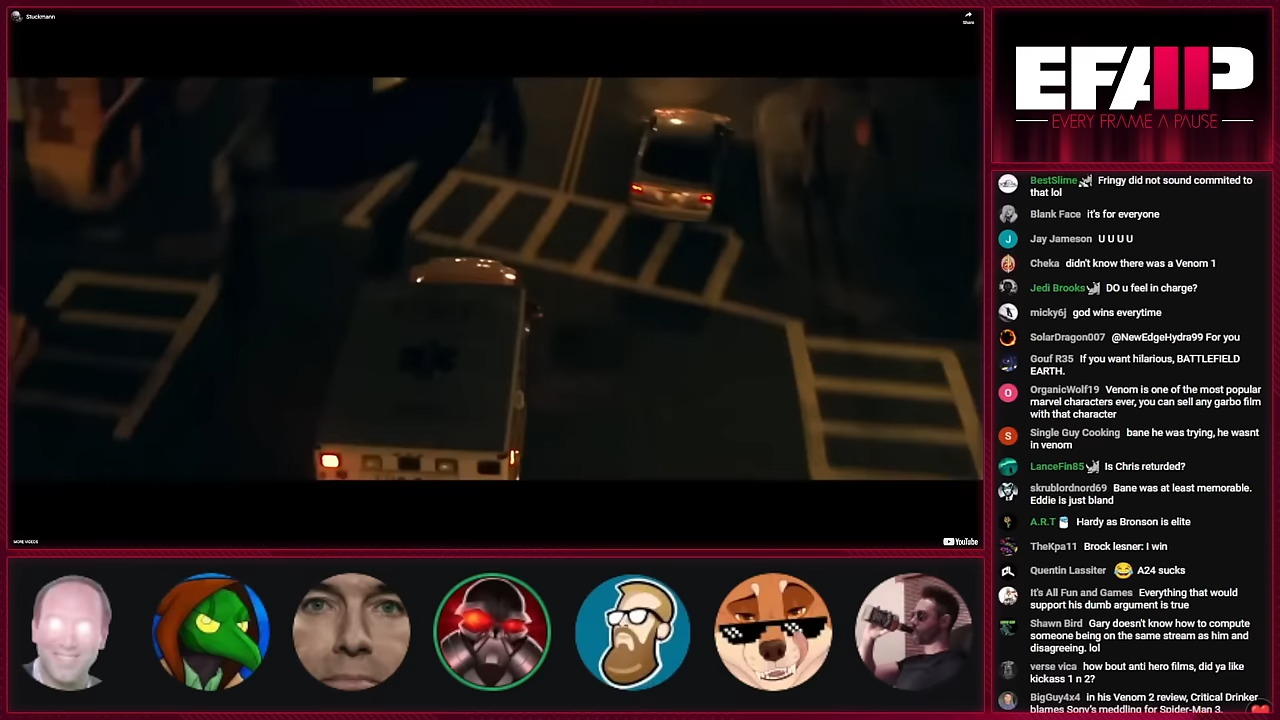 Stuckmann
Share
MORE VIDEOS
YouTube
EFAP
EVERY FRAME A PAUSE
BestSlime Fringy did not sound commited to
that lol
Blank Face it's for everyone
J
Jay Jameson U U U U
Cheka didn't know there was a Venom 1
Jedi Brooks DO u feel in charge?
micky6j god wins everytime
SolarDragon007 @NewEdgeHydra99 For you
Gouf R35 If you want hilarious, BATTLEFIELD
EARTH.
O
OrganicWolf19 Venom is one of the most popular
marvel characters ever, you can sell any garbo film
with that character
S
Single Guy Cooking bane he was trying, he wasnt
in venom
LanceFin85 Is Chris returded?
skrublordnord69 Bane was at least memorable.
Eddie is just bland
A.R.T Hardy as Bronson is elite
TheKpa11 Brock lesner: I win
Quentin Lassiter 😂 A24 sucks
It's All Fun and Games Everything that would
support his dumb argument is true
Shawn Bird Gary doesn't know how to compute
someone being on the same stream as him and
disagreeing. lol
verse vica how bout anti hero films, did ya like
kickass 1 n 2?
BigGuy4x4 in his Venom 2 review, Critical Drinker
blames Sony's meddling for Spider-Man 3.